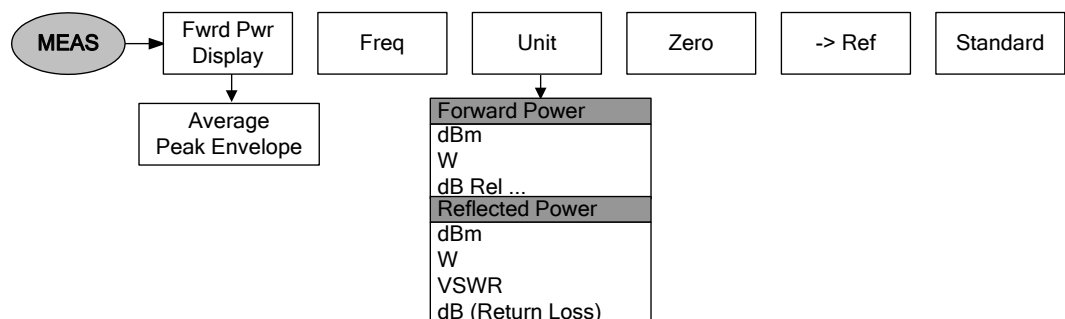 MEAS
Fwrd Pwr
Display
Freq
Unit
Zero
-> Ref
Standard
Average
Peak Envelope
Forward Power
dBm
W
dB Rel ...
Reflected Power
dBm
W
VSWR
dB (Return Loss)